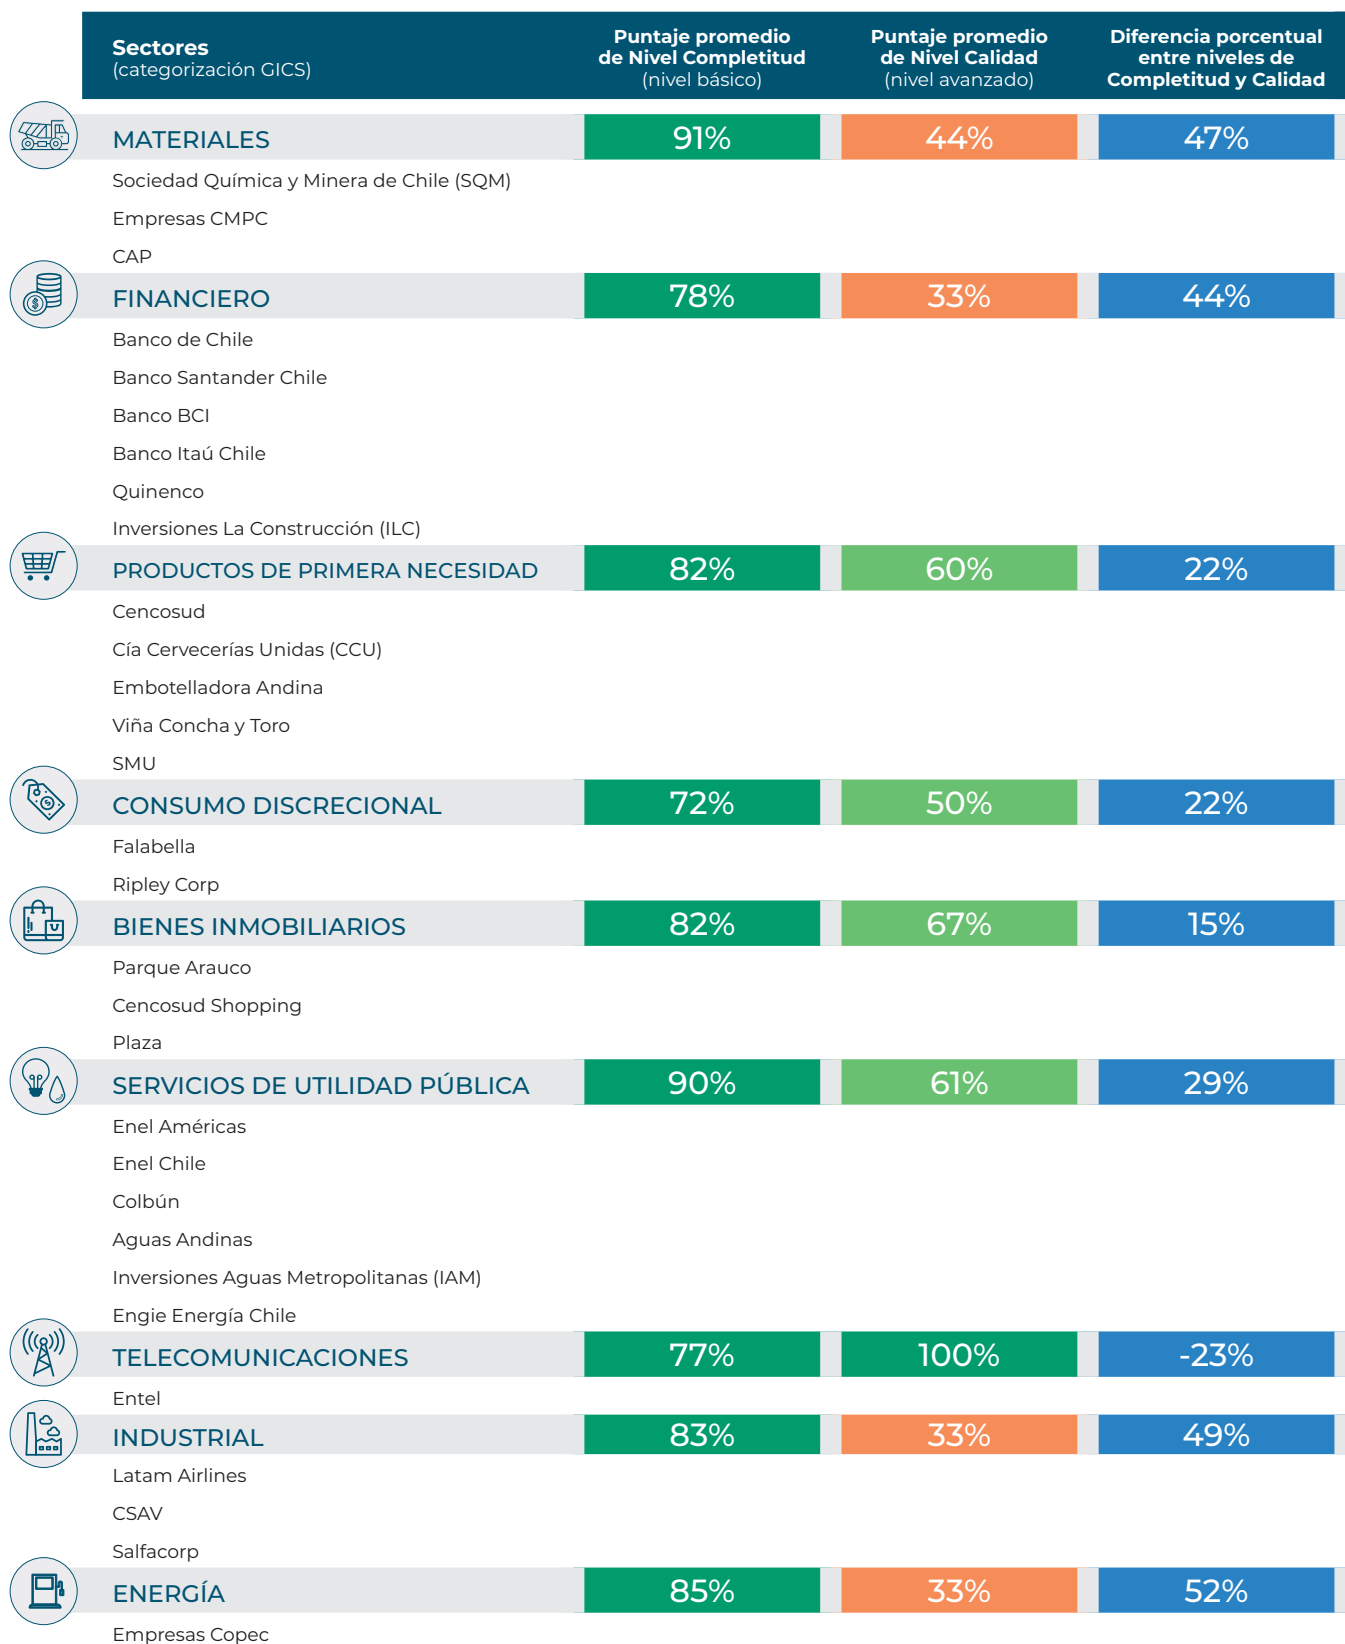 Sectores
(categorización GICS)
Puntaje promedio
de Nivel Completitud
(nivel básico)
Puntaje promedio
de Nivel Calidad
(nivel avanzado)
Diferencia porcentual
entre niveles de
Completitud y Calidad
MATERIALES 91% 44% 47%
Sociedad Química y Minera de Chile (SQM)
Empresas CMPC
CAP
FINANCIERO 78% 33% 44%
Banco de Chile
Banco Santander Chile
Banco BCI
Banco Itaú Chile
Quinenco
Inversiones La Construcción (ILC)
PRODUCTOS DE PRIMERA NECESIDAD 82% 60% 22%
Cencosud
Cía Cervecerías Unidas (CCU)
Embotelladora Andina
Viña Concha y Toro
SMU
CONSUMO DISCRECIONAL 72% 50% 22%
Falabella
Ripley Corp
BIENES INMOBILIARIOS 82% 67% 15%
Parque Arauco
Cencosud Shopping
Plaza
SERVICIOS DE UTILIDAD PÚBLICA 90% 61% 29%
Enel Américas
Enel Chile
Colbún
Aguas Andinas
Inversiones Aguas Metropolitanas (IAM)
Engie Energía Chile
TELECOMUNICACIONES 77% 100% -23%
Entel
INDUSTRIAL 83% 33% 49%
Latam Airlines
CSAV
Salfacorp
ENERGÍA 85% 33% 52%
Empresas Copec